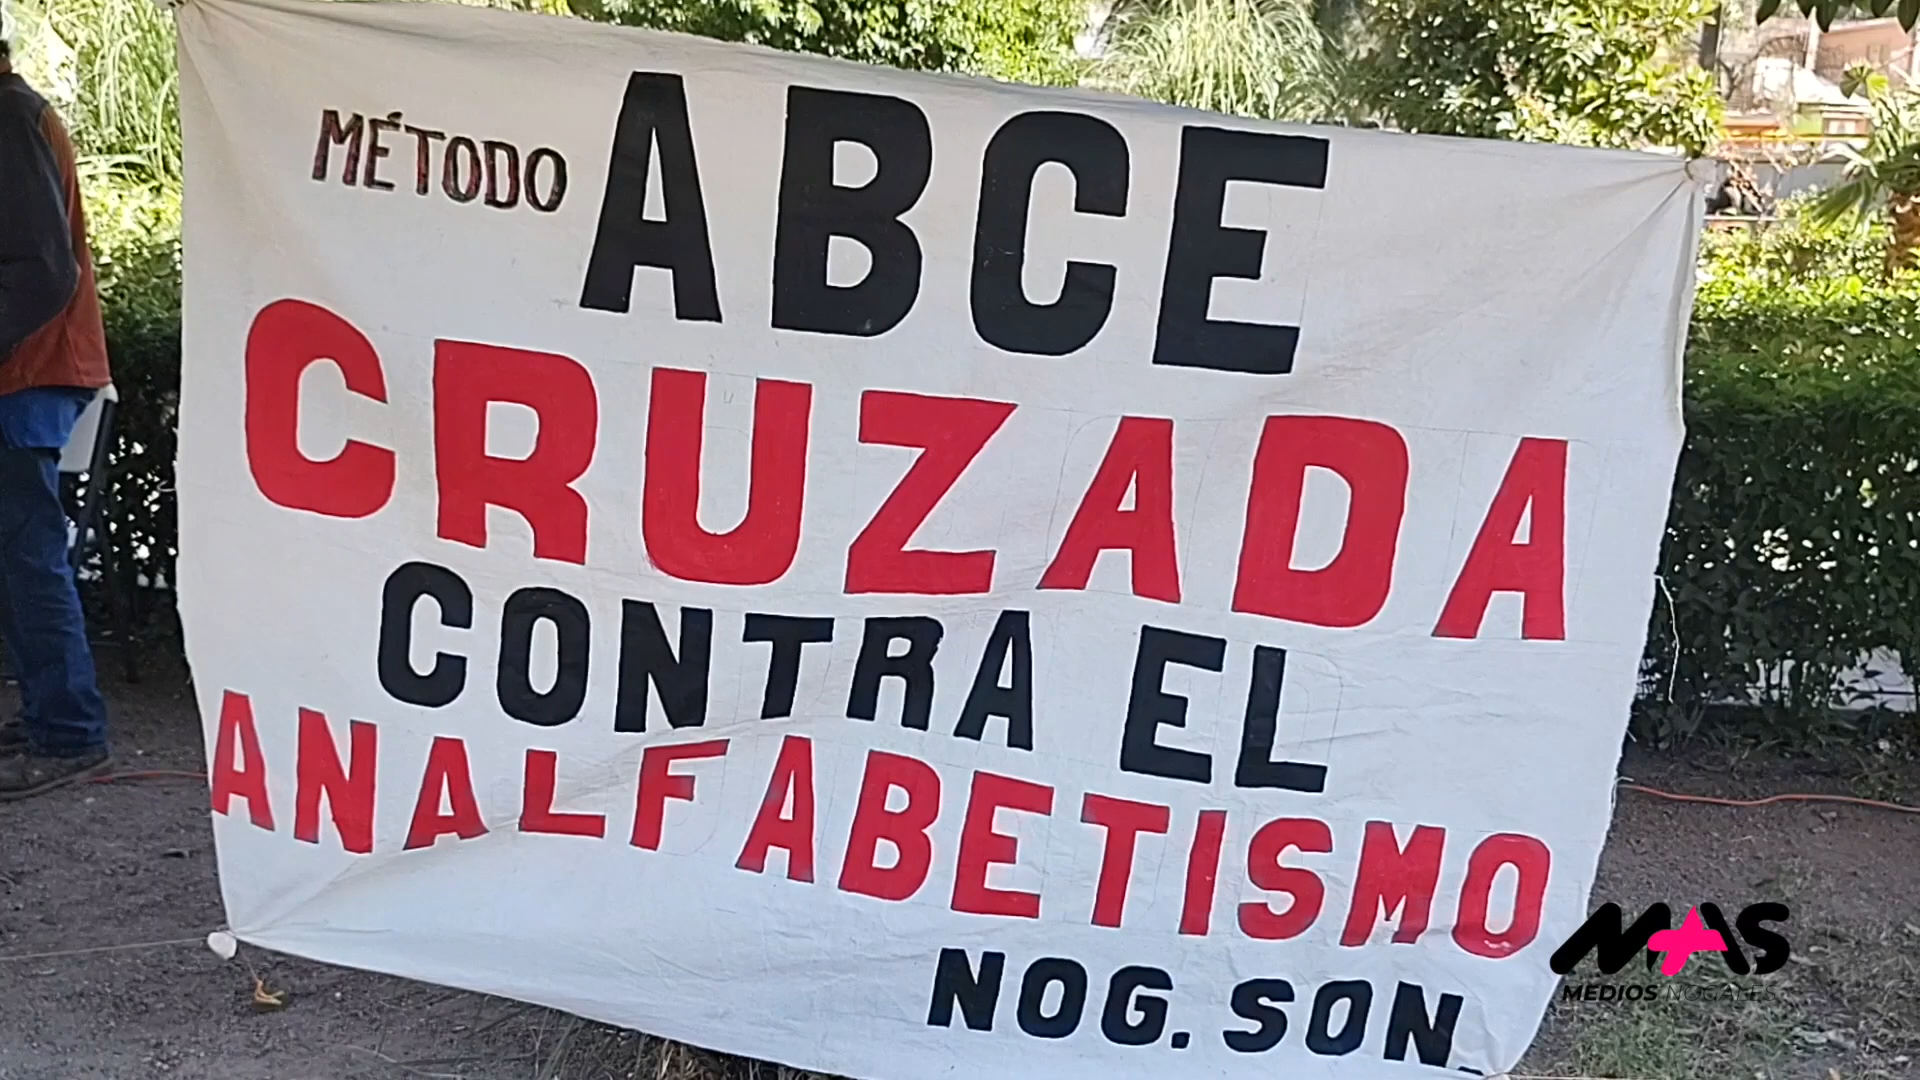 MÉTODO ABCE
CRUZADA
CONTRA EL
ANALFABETISMO
NOG. SON.
MAS
MEDIOS NOGALES